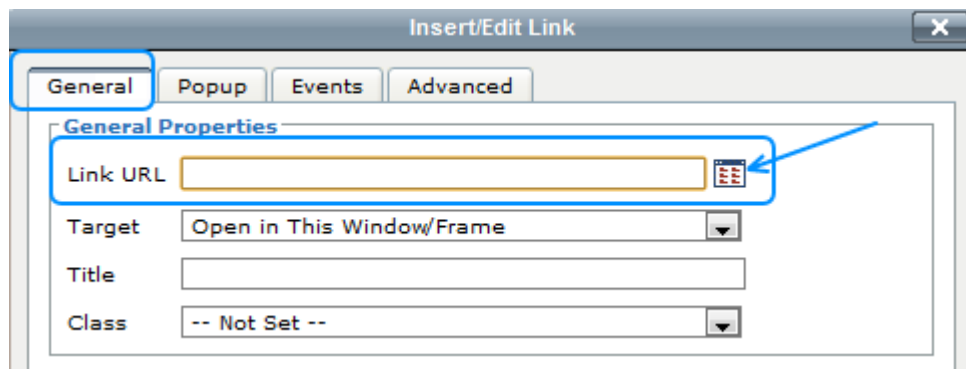 Insert/Edit Link
General Popup Events Advanced
General Properties
Link URL
Target Open in This Window/Frame
Title
Class -- Not Set --